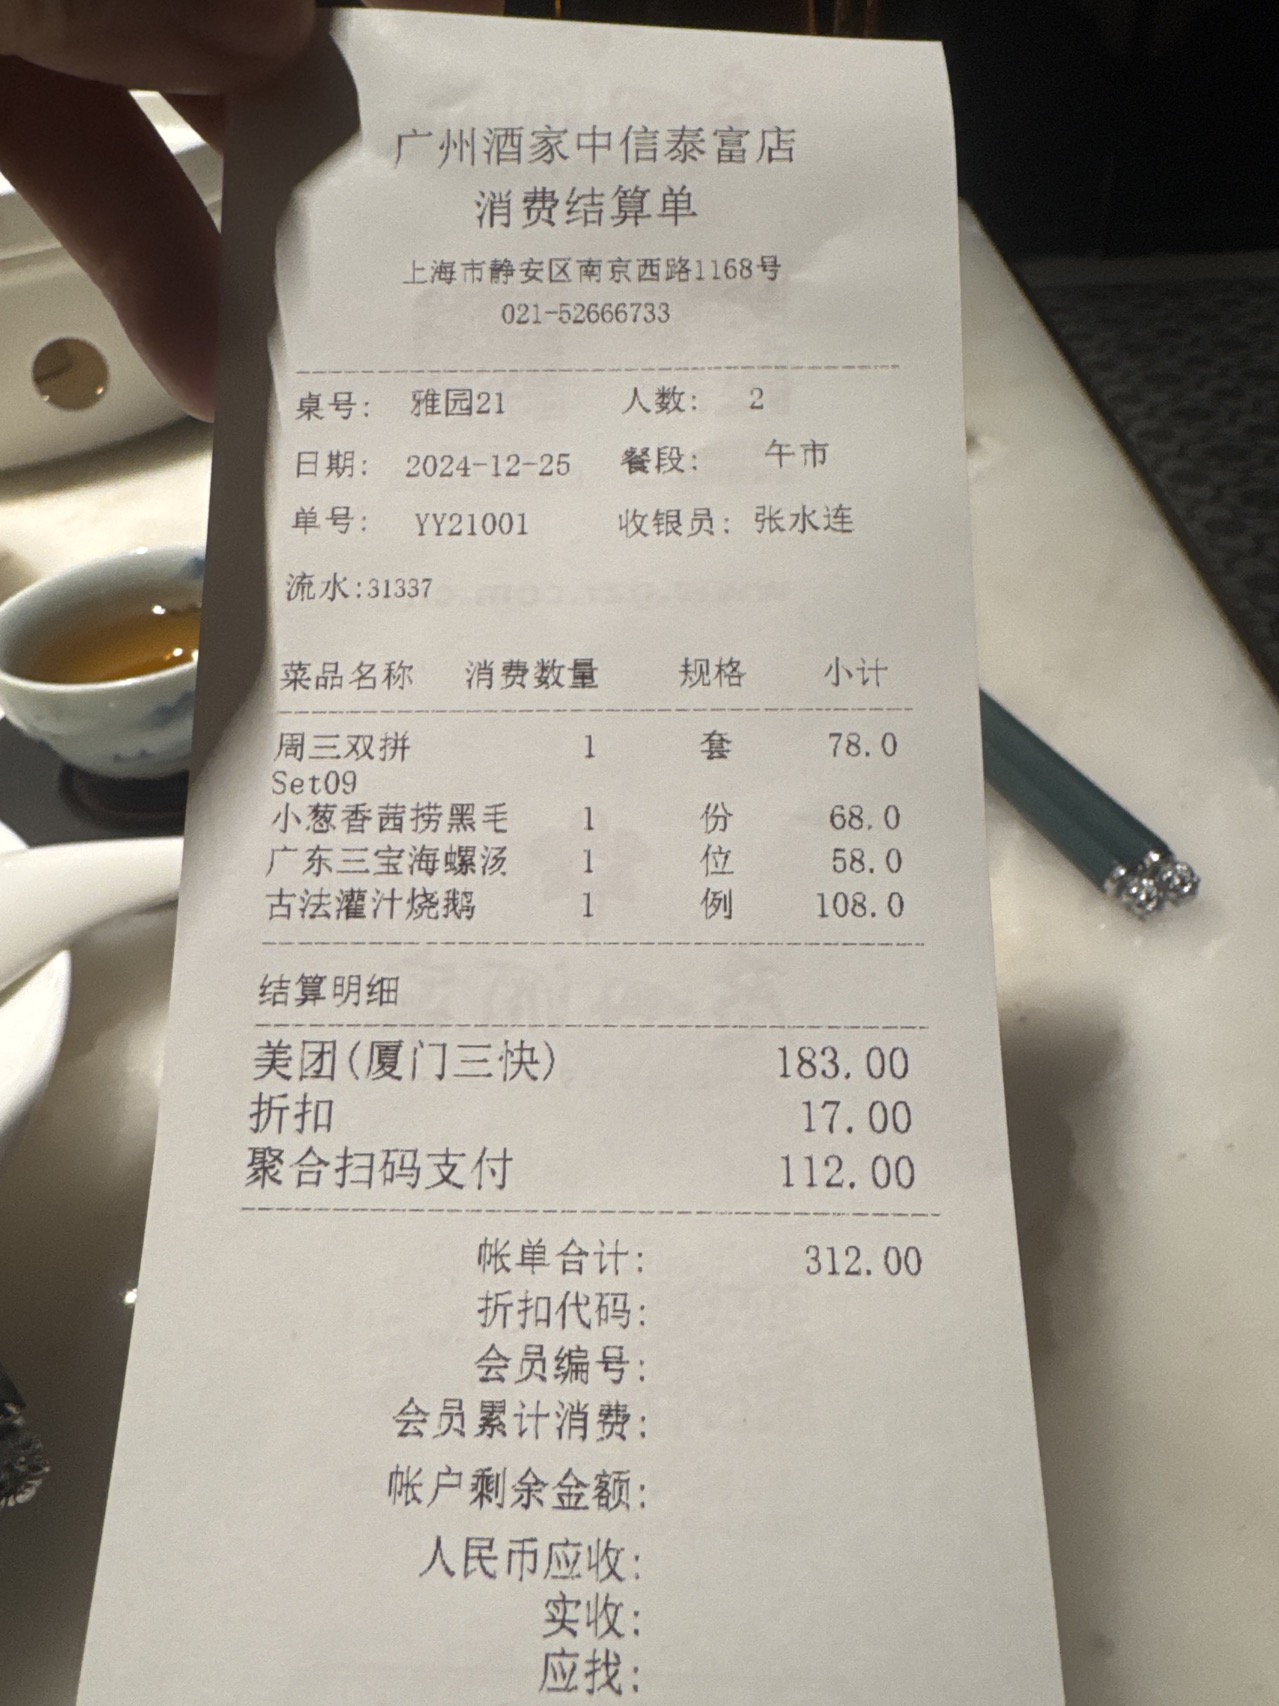 广州酒家中信泰富店
消费结算单
上海市静安区南京西路1168号
021-52666733
桌号: 雅园21 人数: 2
日期: 2024-12-25 餐段: 午市
单号: YY21001 收银员: 张水连
流水:31337
菜品名称 消费数量 规格 小计
周三双拼 1 套 78.0
Set09
小葱香茜捞黑毛 1 份 68.0
广东三宝海螺汤 1 位 58.0
古法灌汁烧鹅 1 例 108.0
结算明细
美团(厦门三快) 183.00
折扣 17.00
聚合扫码支付 112.00
帐单合计: 312.00
折扣代码:
会员编号:
会员累计消费:
帐户剩余金额:
人民币应收:
实收:
应找: